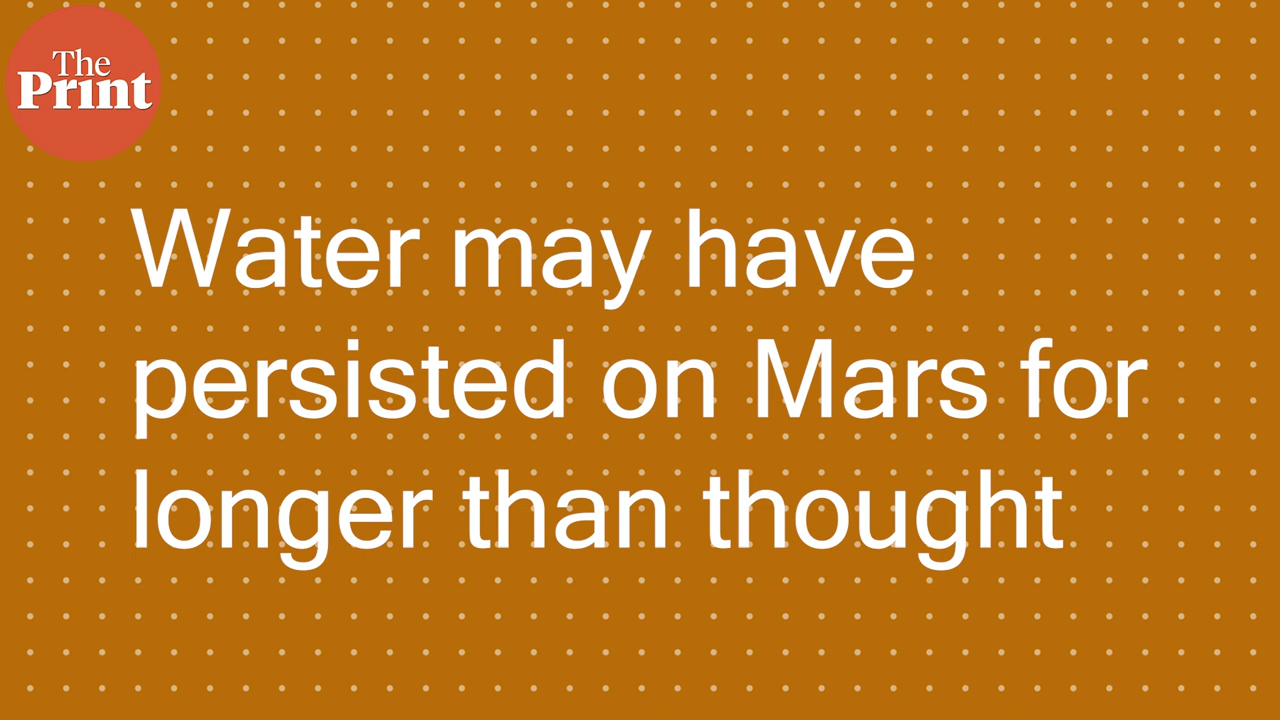 The
Print
Water may have
persisted on Mars for
longer than thought